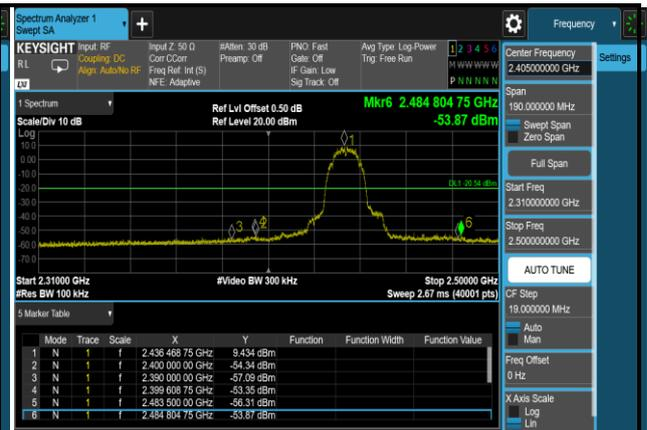 Spectrum Analyzer 1
Swept SA
+
Frequency
KEYSIGHT
RL
LXI
Input: RF
Coupling: DC
Align: Auto/No RF
Input Z: 50 Ω
Corr CCorr
Freq Ref: Int (S)
NFE: Adaptive
#Atten: 30 dB
Preamp: Off
PNO: Fast
Gate: Off
IF Gain: Low
Sig Track: Off
Avg Type: Log-Power
Trig: Free Run
1 2 3 4 5 6
M W W W W W
P N N N N N
Center Frequency
2.405000000 GHz
Settings
Span
190.000000 MHz
Swept Span
Zero Span
Full Span
Start Freq
2.310000000 GHz
Stop Freq
2.500000000 GHz
AUTO TUNE
CF Step
19.000000 MHz
Auto
Man
Freq Offset
0 Hz
X Axis Scale
Log
Lin
1 Spectrum
Scale/Div 10 dB
Ref Lvl Offset 0.50 dB
Ref Level 20.00 dBm
Mkr6 2.484 804 75 GHz
-53.87 dBm
Log
10.0
0.00
-10.0
-20.0
-30.0
-40.0
-50.0
-60.0
-70.0
1
DL1 -20.54 dBm
3
6
Start 2.31000 GHz
#Res BW 100 kHz
#Video BW 300 kHz
Stop 2.50000 GHz
Sweep 2.67 ms (40001 pts)
5 Marker Table
Mode Trace Scale X Y Function Function Width Function Value
1 N 1 f 2.436 468 75 GHz 9.434 dBm
2 N 1 f 2.400 000 00 GHz -54.34 dBm
3 N 1 f 2.390 000 00 GHz -57.09 dBm
4 N 1 f 2.399 608 75 GHz -53.35 dBm
5 N 1 f 2.483 500 00 GHz -56.31 dBm
6 N 1 f 2.484 804 75 GHz -53.87 dBm